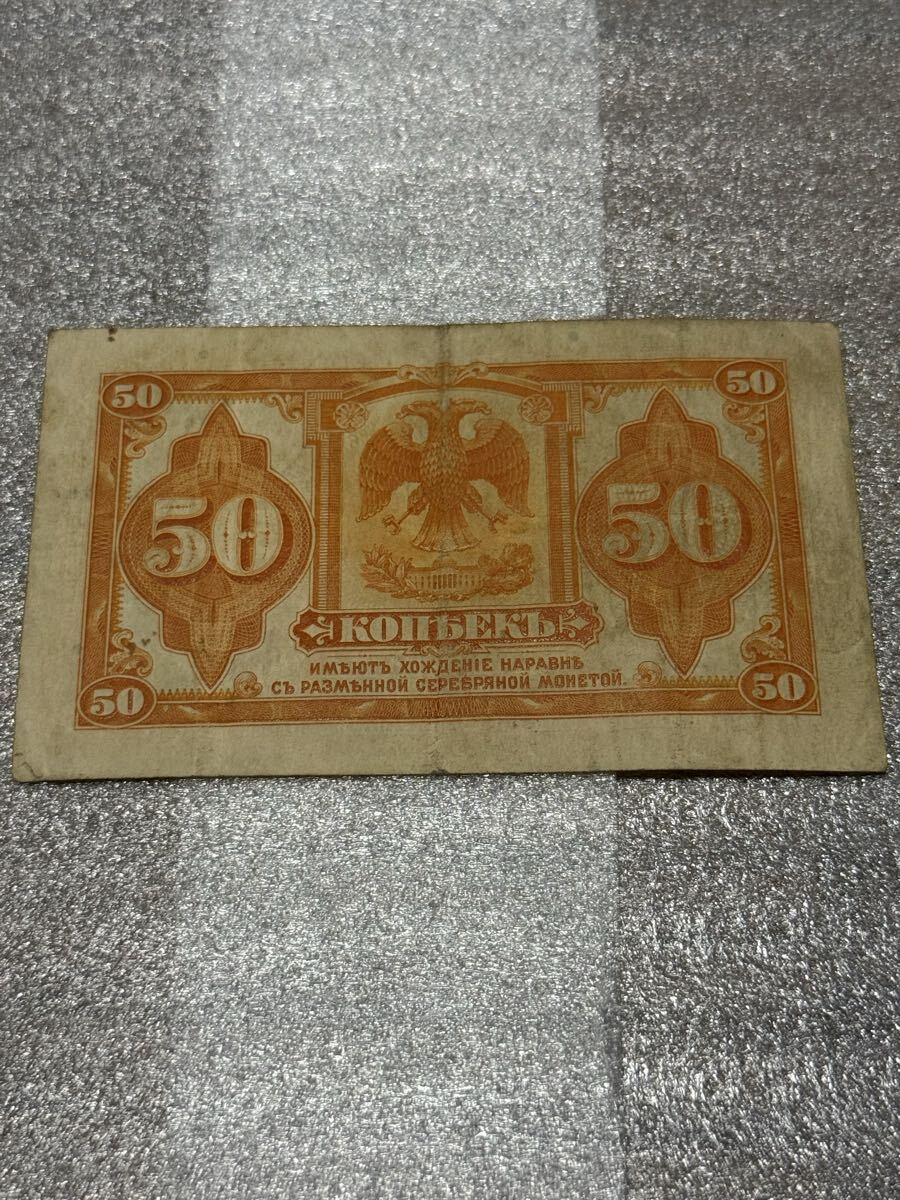 50 50
50 50
КОПѢЕКЪ
ИМѢЮТЪ ХОЖДЕНІЕ НАРАВНѢ
СЪ РАЗМѢННОЙ СЕРЕБРЯНОЙ МОНЕТОЙ.
50 50